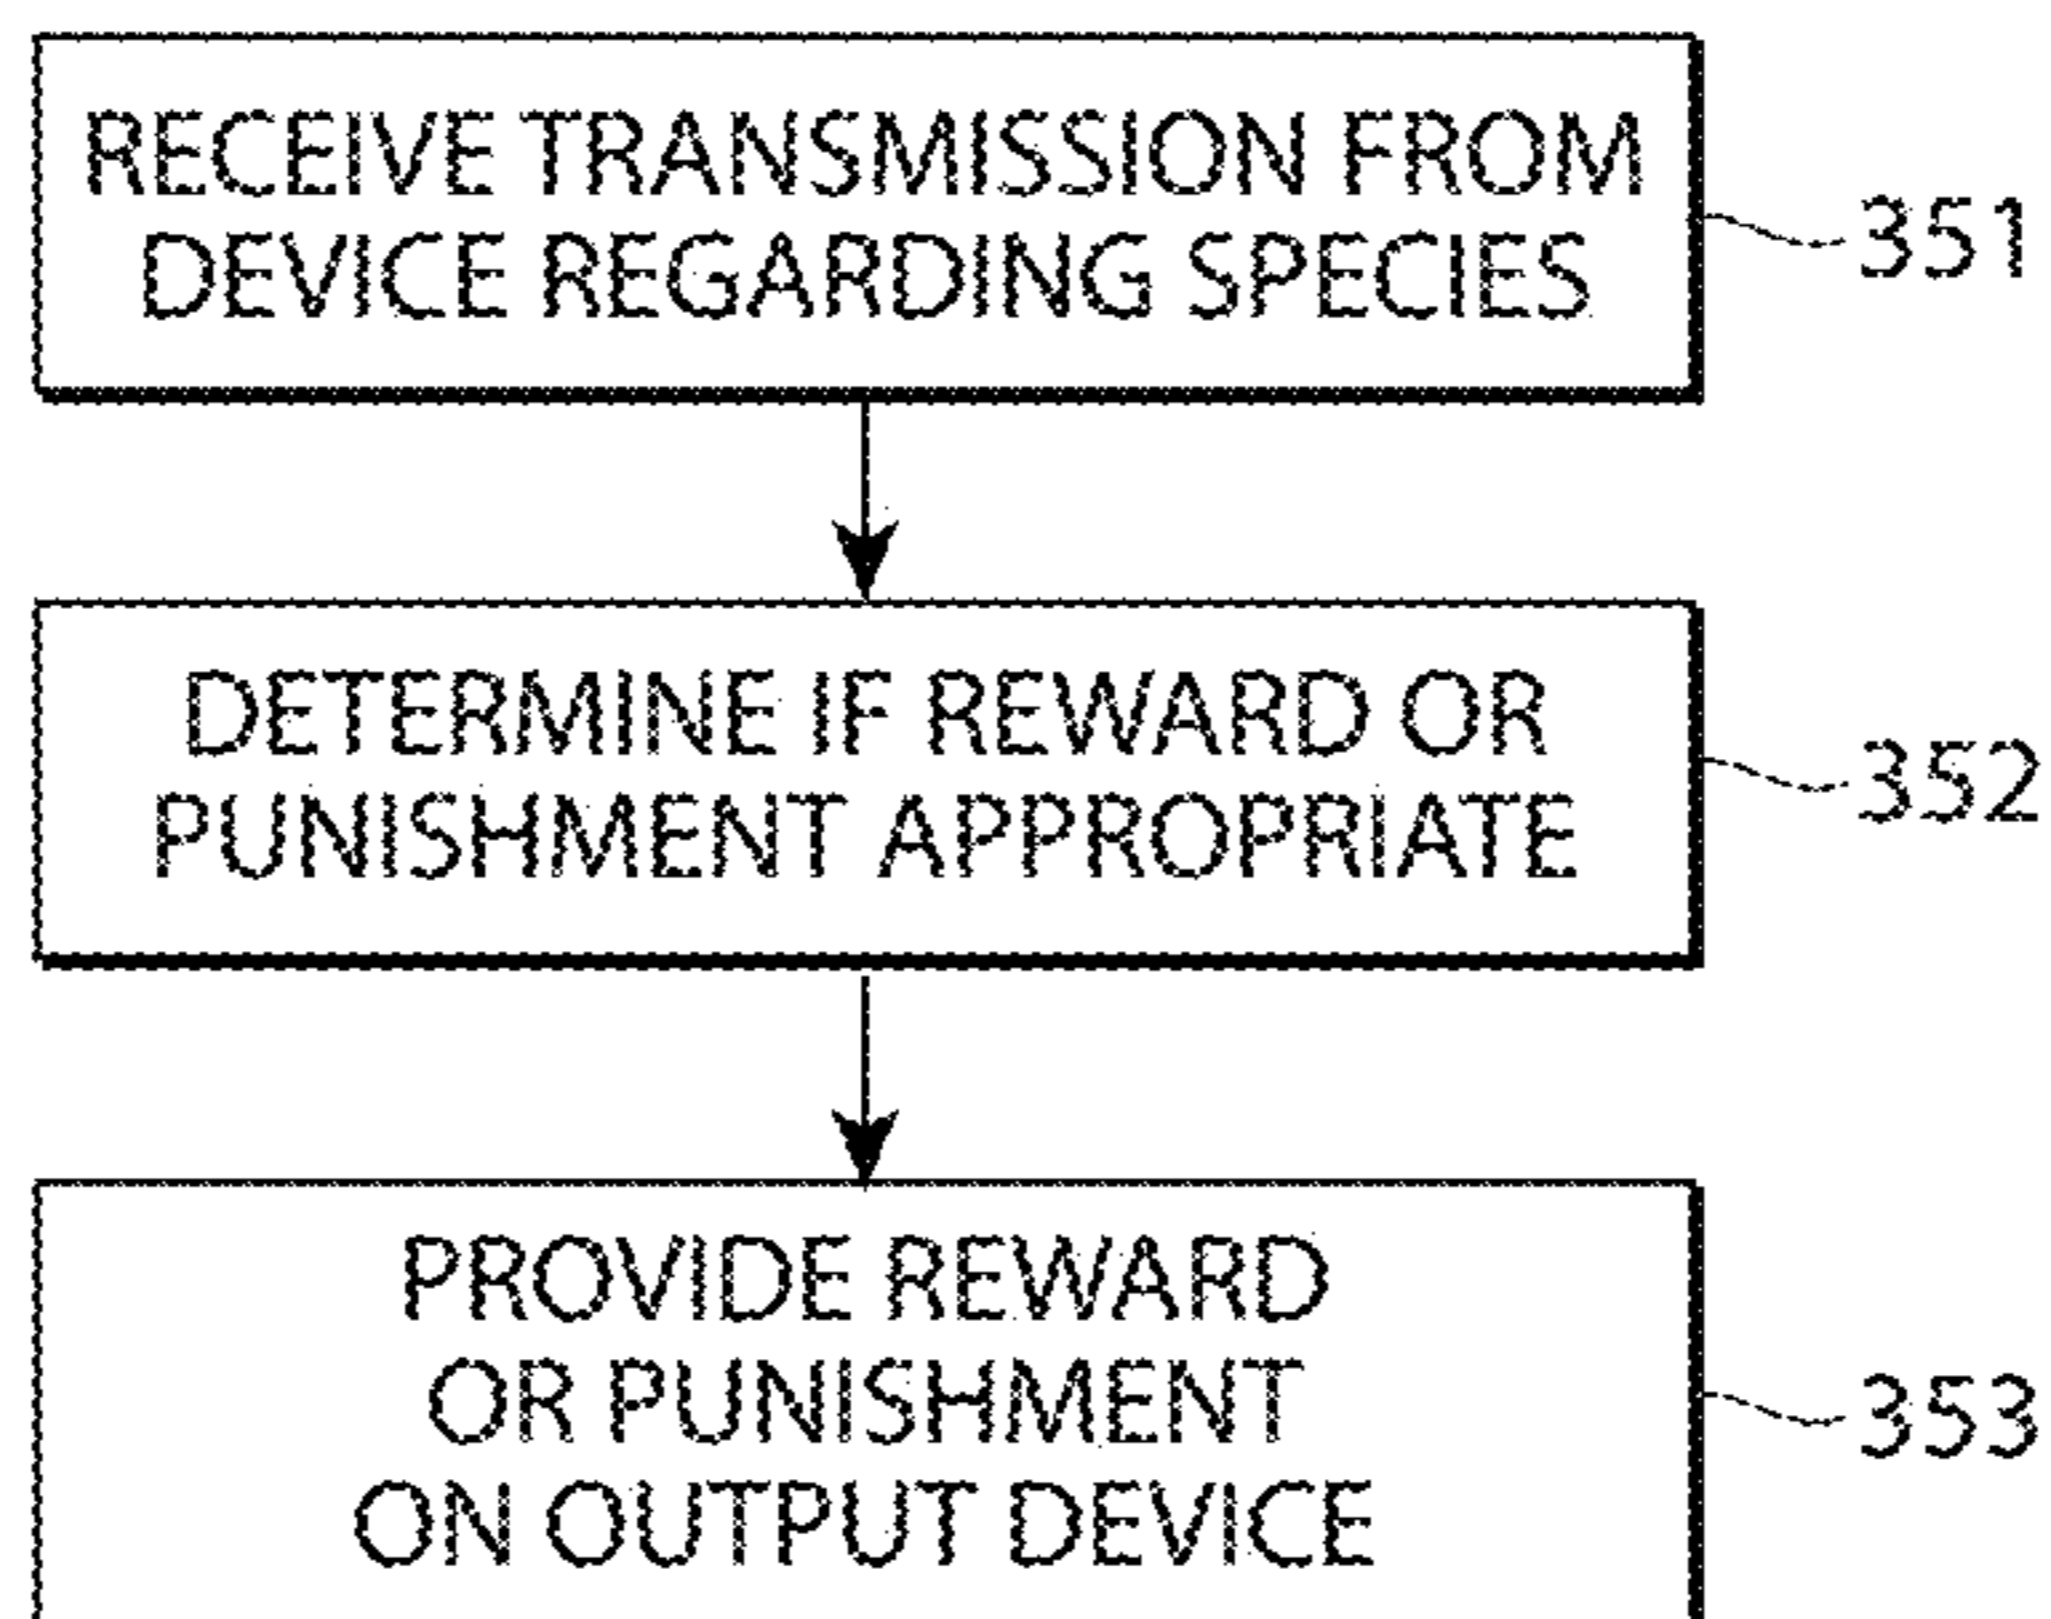 RECEIVE TRANSMISSION FROM
DEVICE REGARDING SPECIES
351
DETERMINE IF REWARD OR
PUNISHMENT APPROPRIATE
352
PROVIDE REWARD
OR PUNISHMENT
ON OUTPUT DEVICE
353